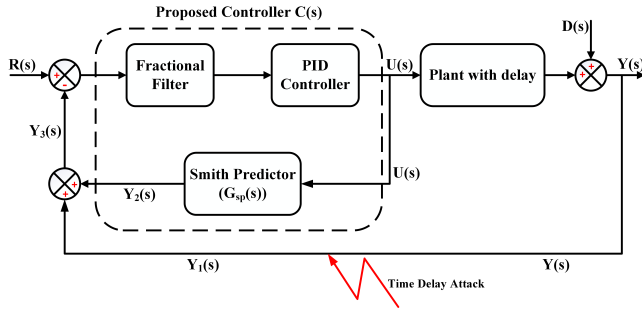 Proposed Controller C(s)
D(s)
R(s)
+
-
Fractional
Filter
PID
Controller
U(s)
Plant with delay
+
+
Y(s)
Y₃(s)
U(s)
Smith Predictor
(Gsp(s))
+
+
Y₂(s)
Y₁(s)
Y(s)
Time Delay Attack